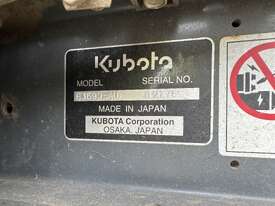 Kubota
MODEL SERIAL NO.
MADE IN JAPAN
KUBOTA Corporation
OSAKA, JAPAN